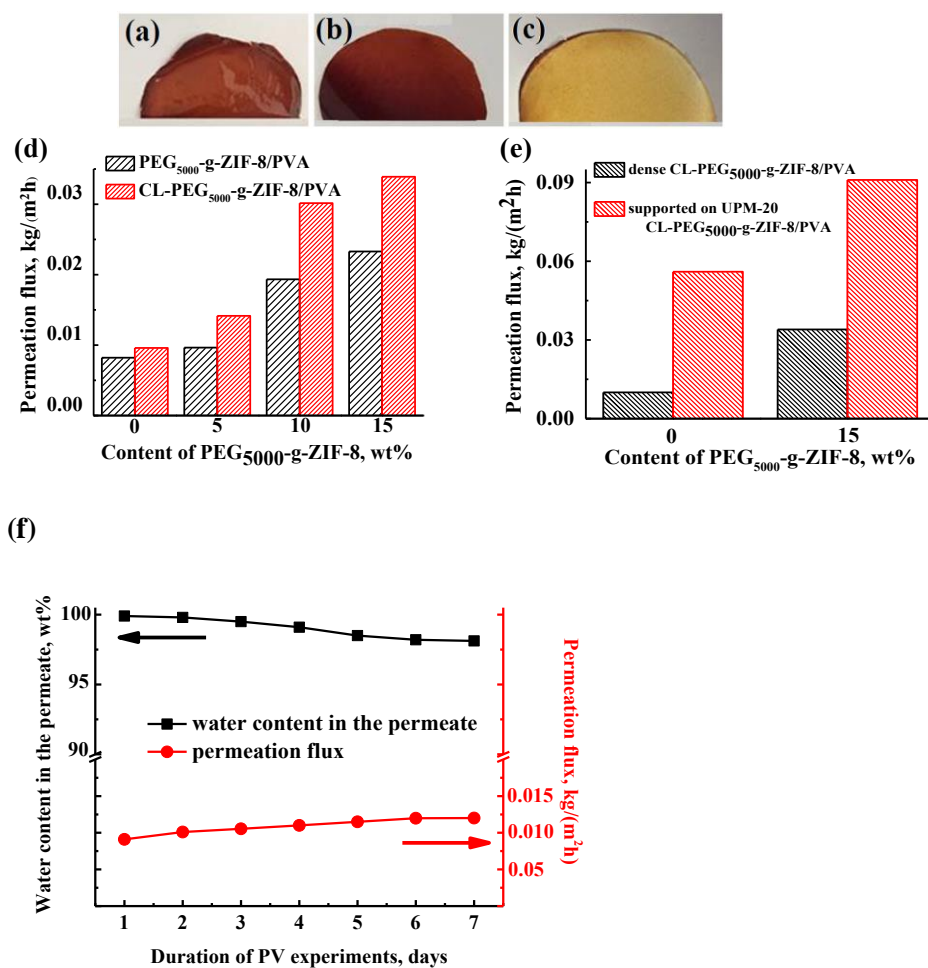 (a)
(b)
(c)
(d)
PEG5000-g-ZIF-8/PVA
CL-PEG5000-g-ZIF-8/PVA
0.03
0.02
0.01
0.00
Permeation flux, kg/(m²h)
0 5 10 15
Content of PEG5000-g-ZIF-8, wt%
(e)
dense CL-PEG5000-g-ZIF-8/PVA
supported on UPM-20
CL-PEG5000-g-ZIF-8/PVA
0.09
0.06
0.03
0.00
Permeation flux, kg/(m2h)
0 15
Content of PEG5000-g-ZIF-8, wt%
(f)
Water content in the permeate, wt%
100
95
90
water content in the permeate
permeation flux
0.015
0.010
0.05
Permeation flux, kg/(m²h)
1 2 3 4 5 6 7
Duration of PV experiments, days